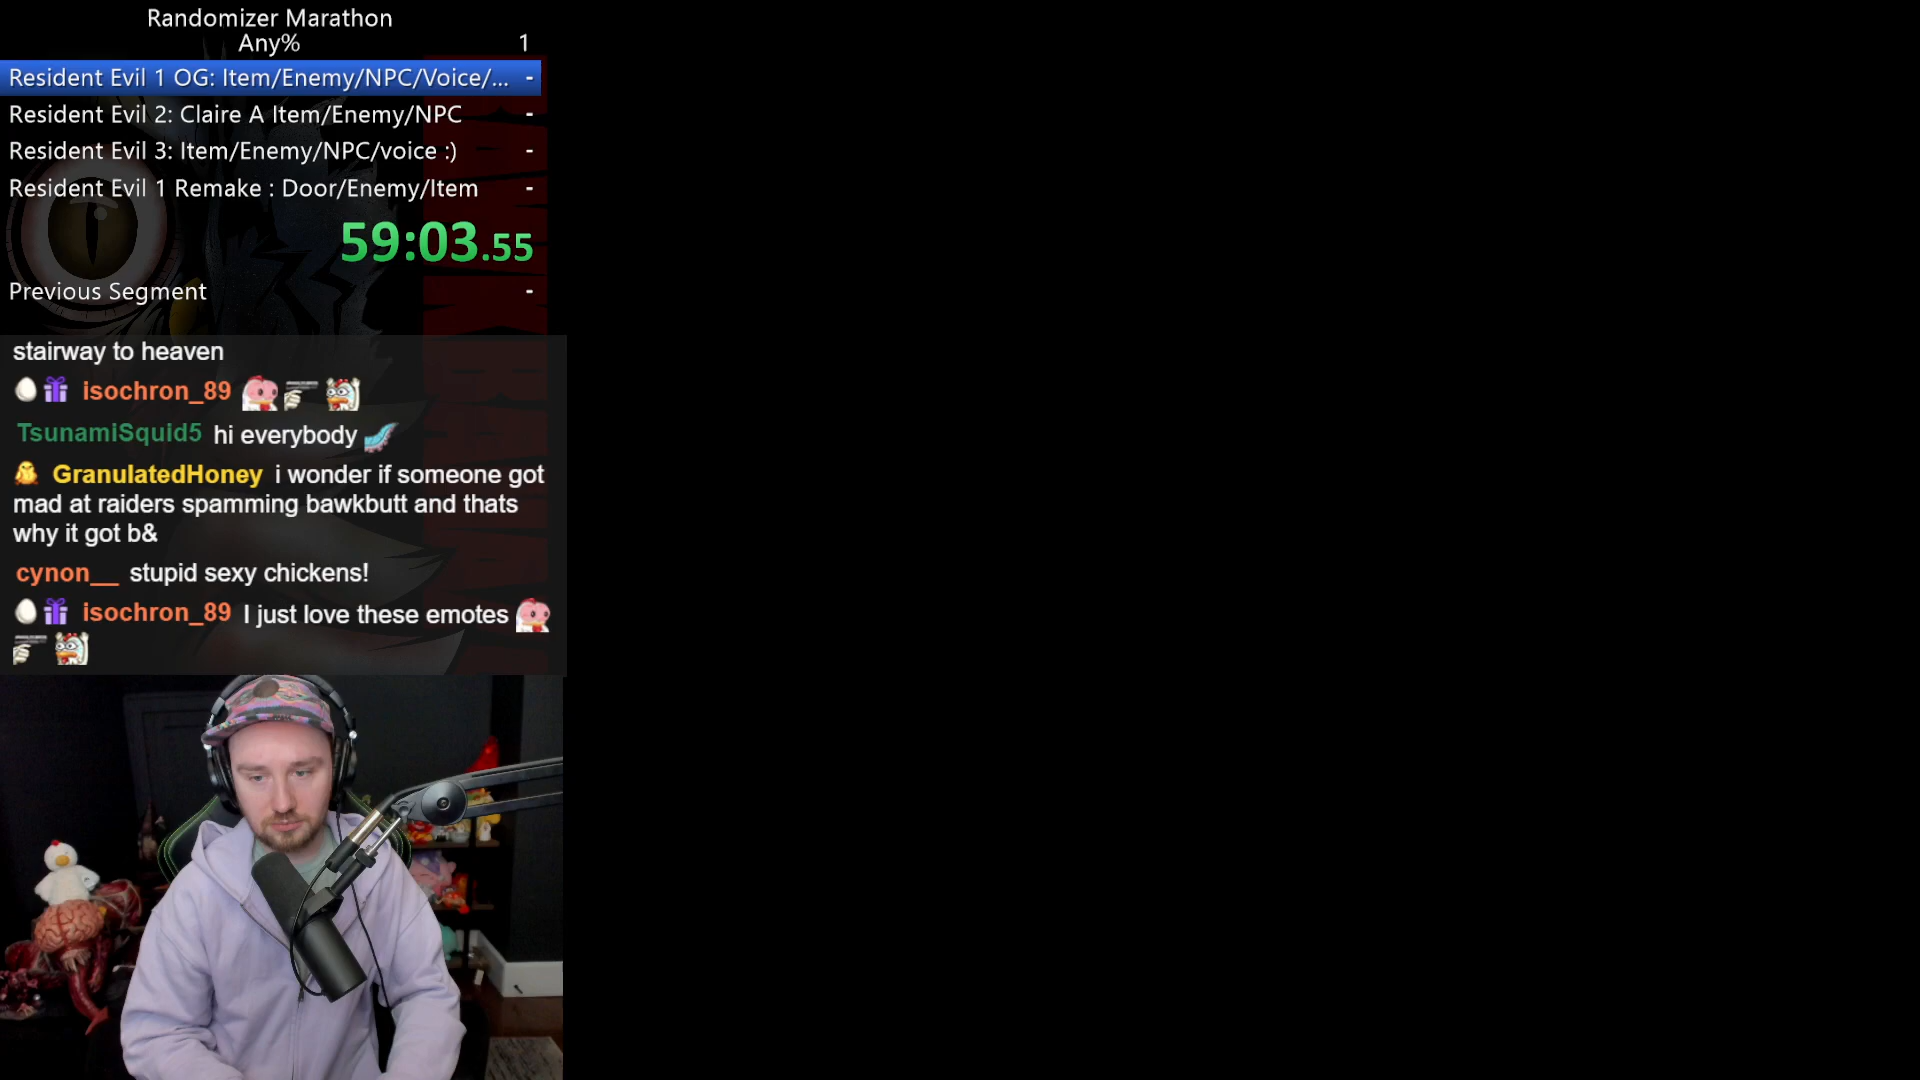 Randomizer Marathon
Any% 1
Resident Evil 1 OG: Item/Enemy/NPC/Voice/... -
Resident Evil 2: Claire A Item/Enemy/NPC -
Resident Evil 3: Item/Enemy/NPC/voice :) -
Resident Evil 1 Remake : Door/Enemy/Item -
59:03.55
Previous Segment -
stairway to heaven
isochron_89
TsunamiSquid5 hi everybody
GranulatedHoney i wonder if someone got
mad at raiders spamming bawkbutt and thats
why it got b&
cynon__ stupid sexy chickens!
isochron_89 I just love these emotes